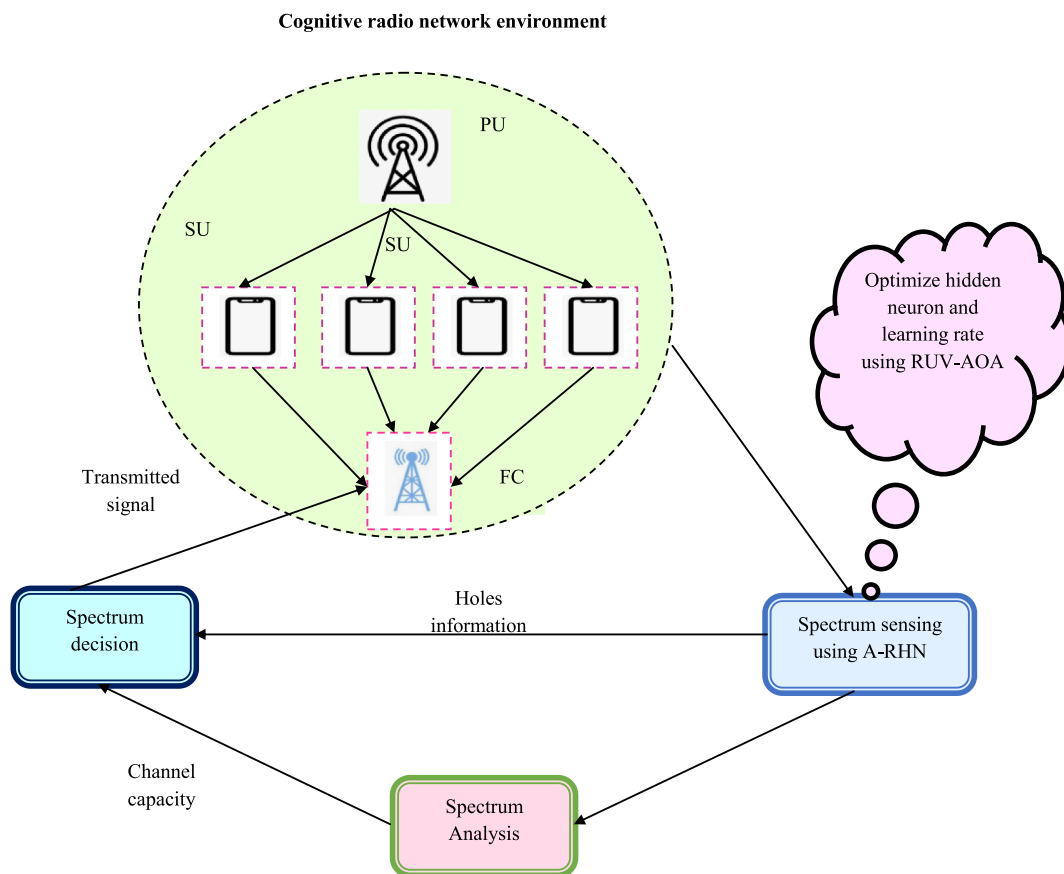 Cognitive radio network environment
PU
SU
SU
Optimize hidden
neuron and
learning rate
using RUV-AOA
FC
Transmitted
signal
Spectrum
decision
Holes
information
Spectrum sensing
using A-RHN
Channel
capacity
Spectrum
Analysis